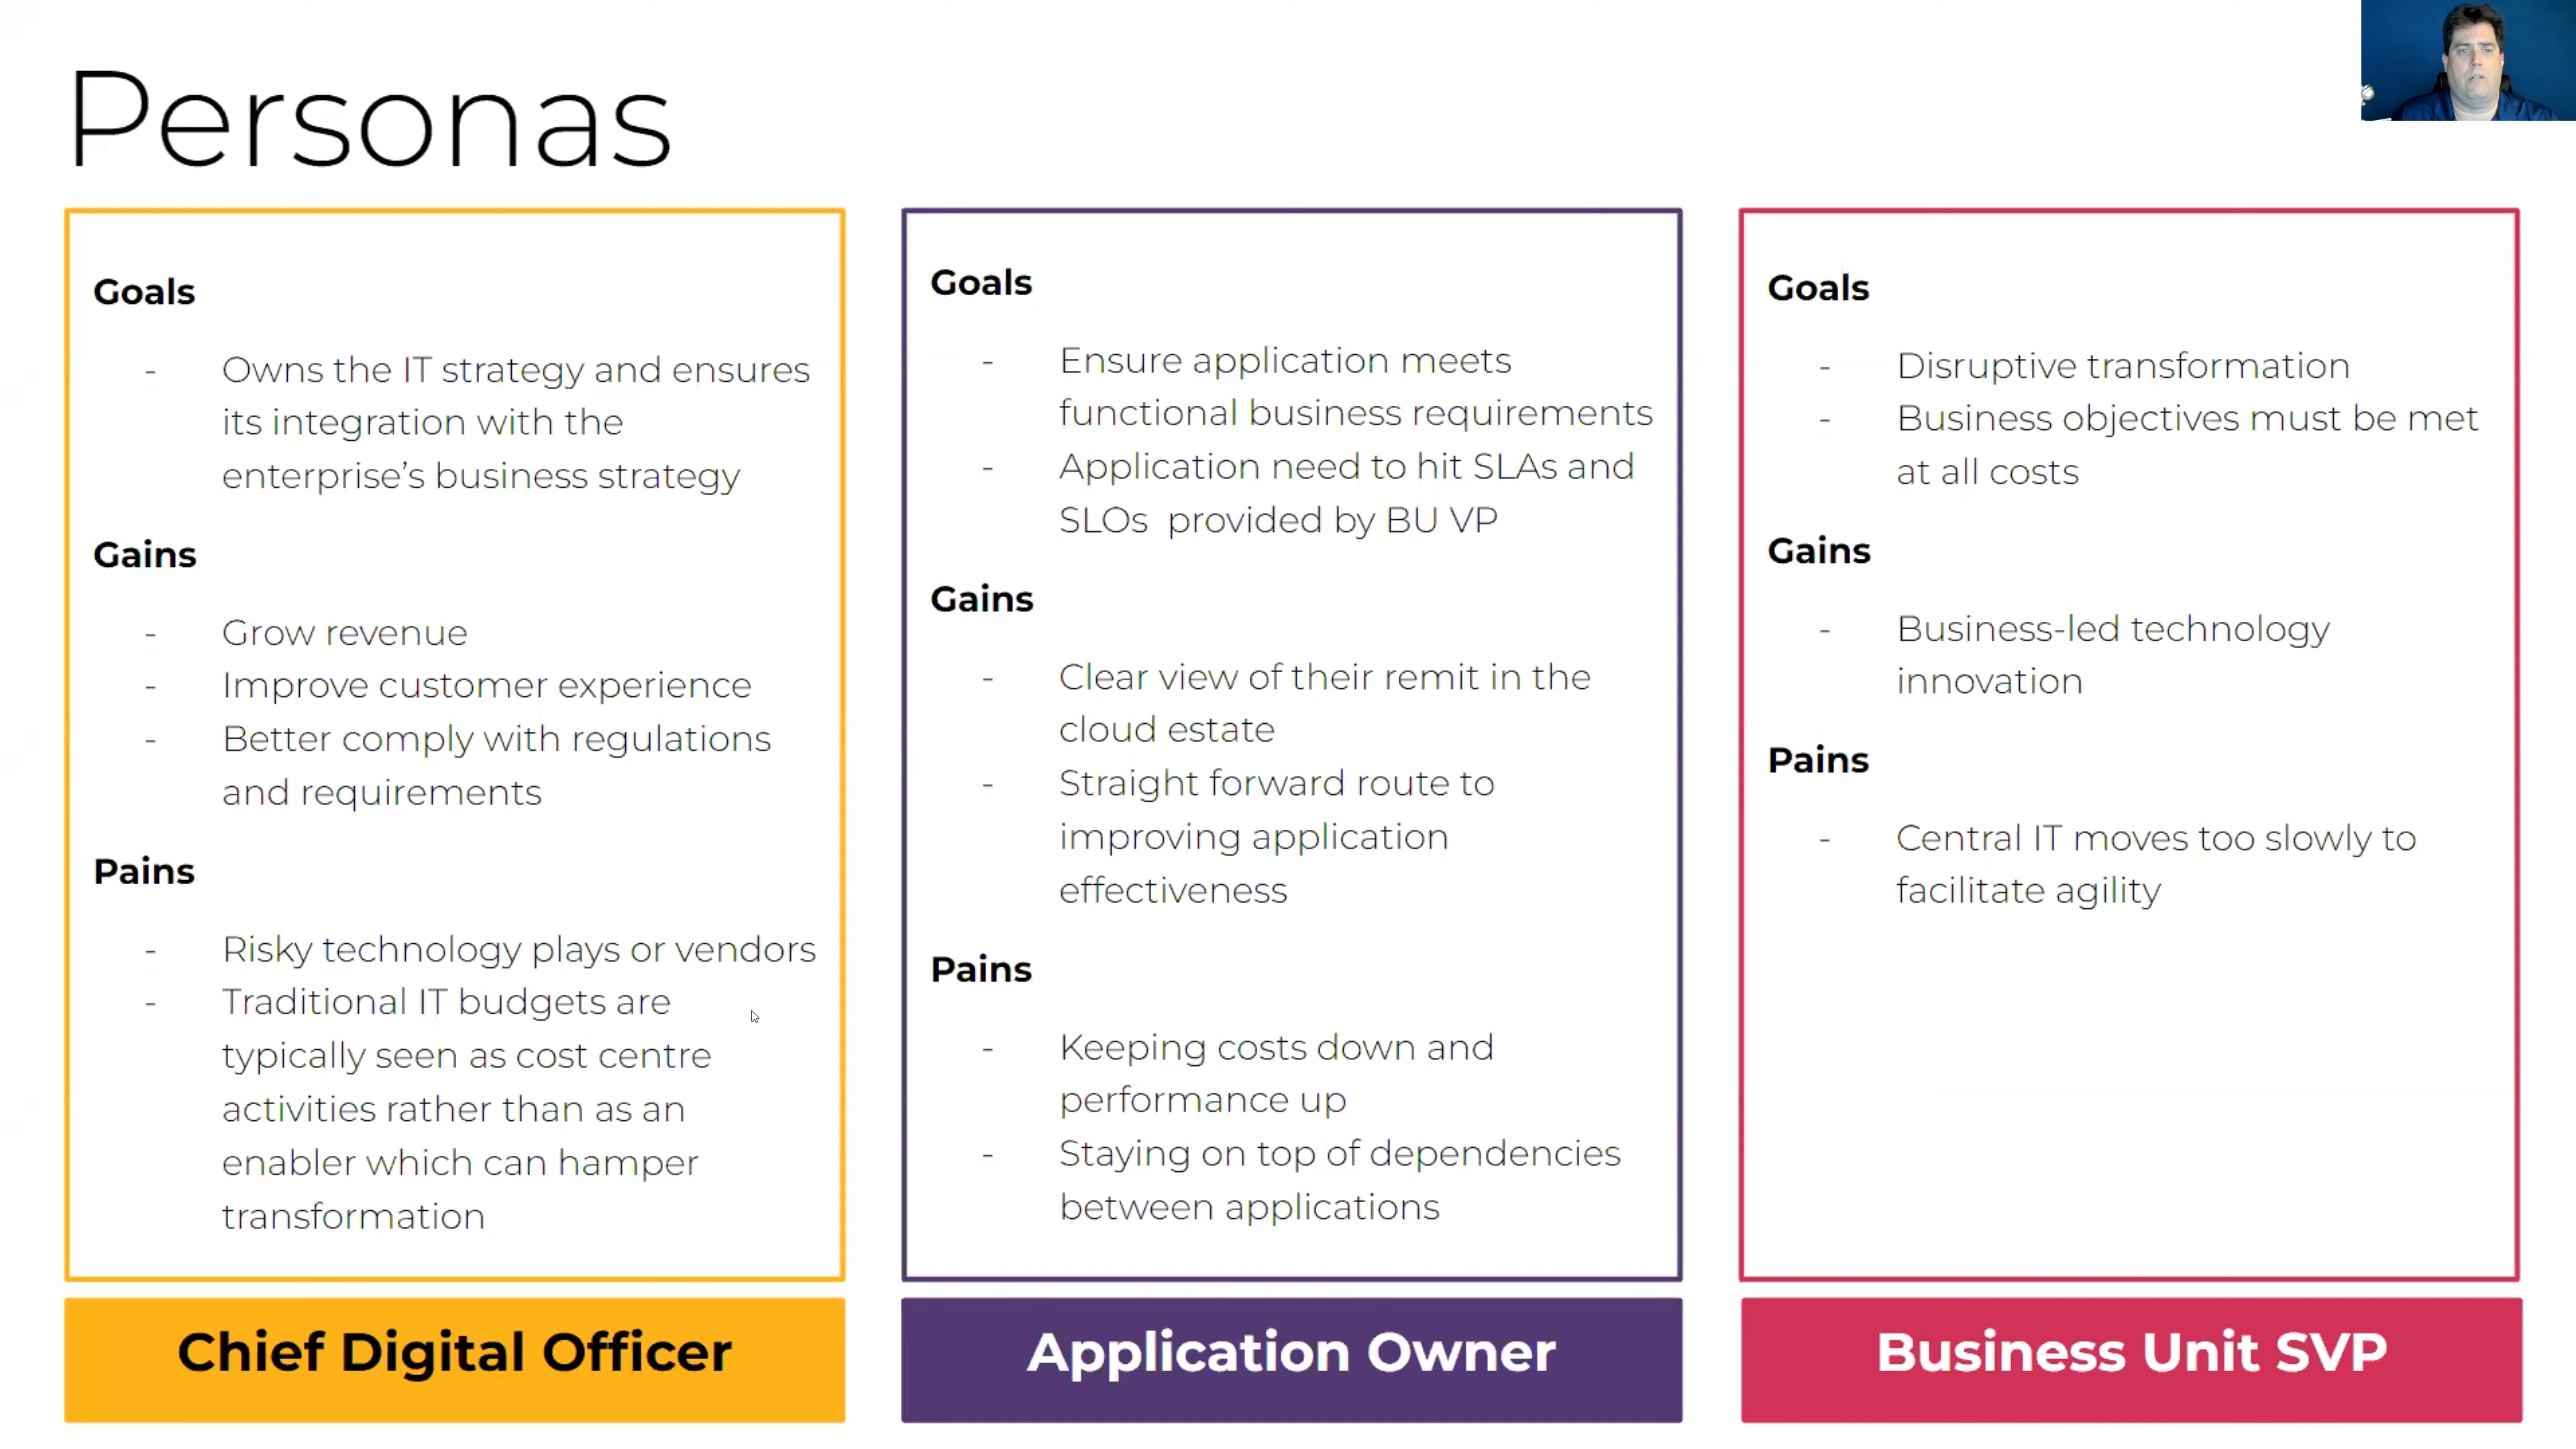 Personas
Goals
- Owns the IT strategy and ensures
its integration with the
enterprise’s business strategy
Gains
- Grow revenue
- Improve customer experience
- Better comply with regulations
and requirements
Pains
- Risky technology plays or vendors
- Traditional IT budgets are
typically seen as cost centre
activities rather than as an
enabler which can hamper
transformation
Chief Digital Officer
Goals
- Ensure application meets
functional business requirements
- Application need to hit SLAs and
SLOs  provided by BU VP
Gains
- Clear view of their remit in the
cloud estate
- Straight forward route to
improving application
effectiveness
Pains
- Keeping costs down and
performance up
- Staying on top of dependencies
between applications
Application Owner
Goals
- Disruptive transformation
- Business objectives must be met
at all costs
Gains
- Business-led technology
innovation
Pains
- Central IT moves too slowly to
facilitate agility
Business Unit SVP